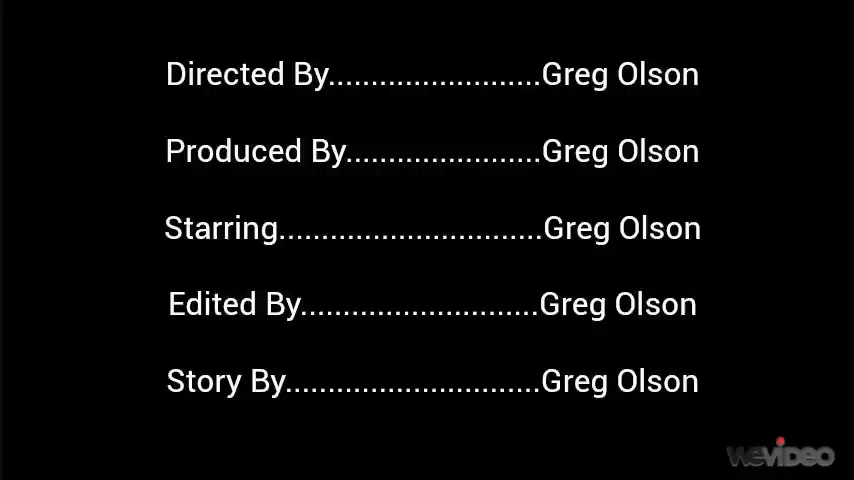 Directed By.........................Greg Olson
Produced By.......................Greg Olson
Starring...............................Greg Olson
Edited By............................Greg Olson
Story By..............................Greg Olson
WEVIDEO